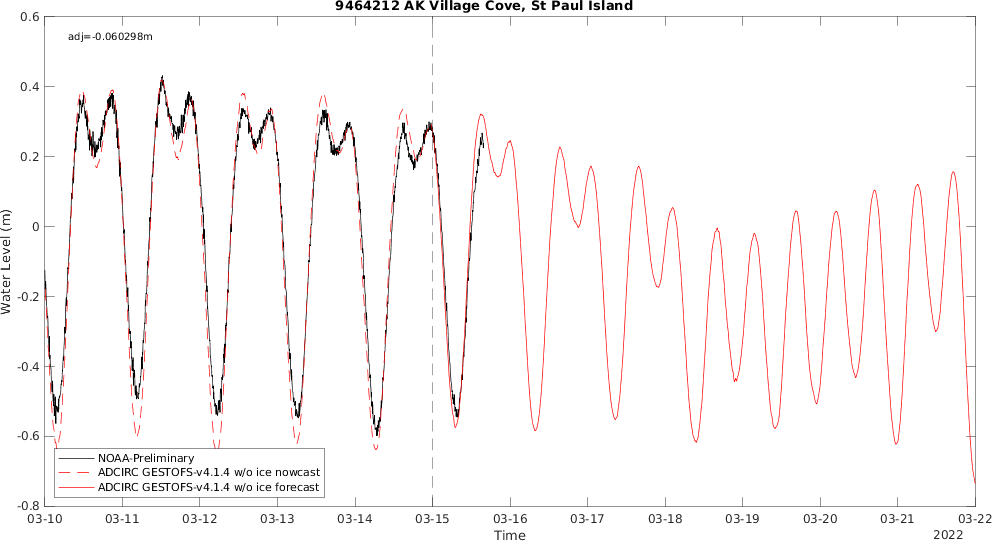 9464212 AK Village Cove, St Paul Island
adj=-0.060298m
Water Level (m)
0.6
0.4
0.2
0
-0.2
-0.4
-0.6
-0.8
NOAA-Preliminary
ADCIRC GESTOFS-v4.1.4 w/o ice nowcast
ADCIRC GESTOFS-v4.1.4 w/o ice forecast
03-10 03-11 03-12 03-13 03-14 03-15 03-16 03-17 03-18 03-19 03-20 03-21 03-22
Time
2022